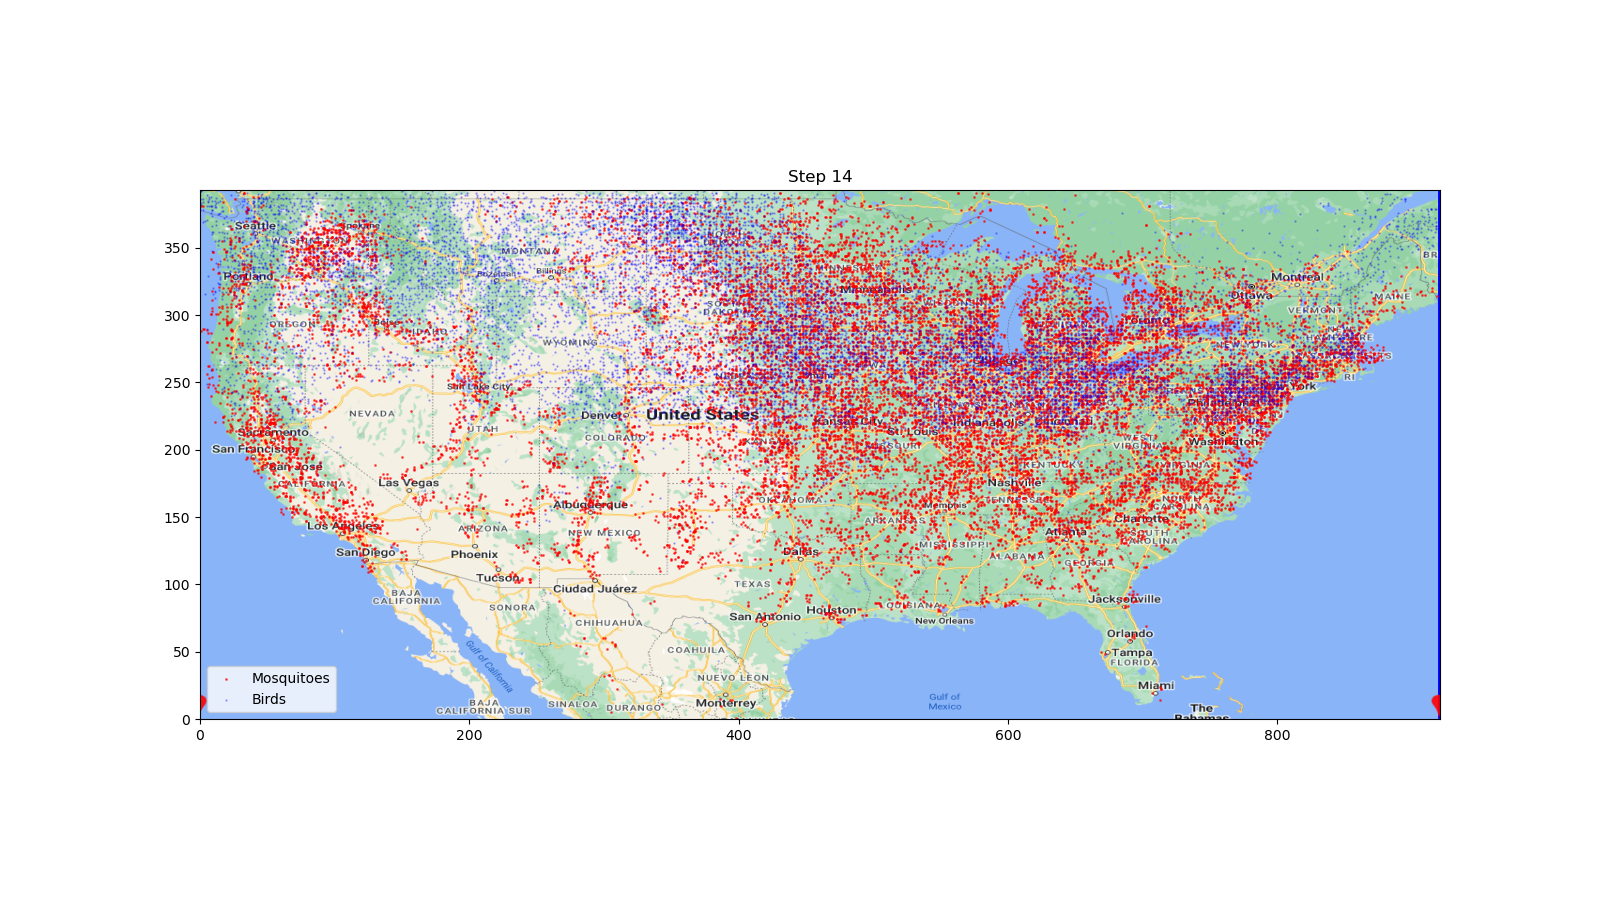 Step 14
350
300
250
200
150
100
50
0
0
200
400
600
800
Mosquitoes
Birds
Seattle
Portland
OREGON
IDAHO
MONTANA
Billings
WYOMING
Salt Lake City
NEVADA
UTAH
Denver
COLORADO
United States
Sacramento
San Francisco
San Jose
CALIFORNIA
Las Vegas
Los Angeles
San Diego
ARIZONA
Phoenix
Tucson
Albuquerque
NEW MEXICO
Ciudad Juárez
BAJA
CALIFORNIA
SONORA
CHIHUAHUA
COAHUILA
Gulf of California
BAJA
CALIFORNIA SUR
SINALOA
DURANGO
NUEVO LEON
Monterrey
TEXAS
Dallas
San Antonio
Houston
OKLAHOMA
Kansas City
St. Louis
MISSOURI
ARKANSAS
Memphis
MISSISSIPPI
LOUISIANA
New Orleans
ALABAMA
GEORGIA
Atlanta
TENNESSEE
Nashville
KENTUCKY
Indianapolis
Cincinnati
Chicago
Minneapolis
Toronto
Ottawa
Montreal
MAINE
VERMONT
NEW YORK
RI
BR
Philadelphia
Washington
WEST
VIRGINIA
VIRGINIA
NORTH
CAROLINA
Charlotte
SOUTH
CAROLINA
Jacksonville
Orlando
Tampa
FLORIDA
Miami
The
Bahamas
Gulf of
Mexico